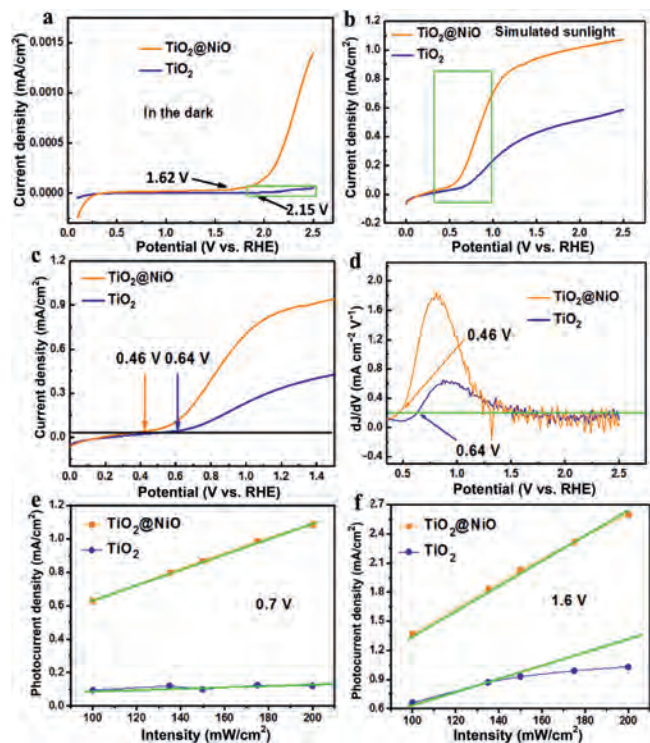 a
TiO2@NiO
TiO2
In the dark
1.62 V
2.15 V
0.0015
0.0010
0.0005
0.0000
0.0 0.5 1.0 1.5 2.0 2.5
Current density (mA/cm²)
Potential (V vs. RHE)
b
TiO2@NiO
TiO2
Simulated sunlight
1.2
1.0
0.8
0.6
0.4
0.2
0.0
-0.2
0.0 0.5 1.0 1.5 2.0 2.5
Current density (mA/cm²)
Potential (V vs. RHE)
c
TiO2@NiO
TiO2
0.46 V 0.64 V
1.2
0.9
0.6
0.3
0.0
0.0 0.2 0.4 0.6 0.8 1.0 1.2 1.4
Current density (mA/cm²)
Potential (V vs. RHE)
d
TiO2@NiO
TiO2
0.46 V
0.64 V
2.0
1.6
1.2
0.8
0.4
0.0
−0.4
0.5 1.0 1.5 2.0 2.5
dJ/dV (mA cm⁻² V⁻¹)
Potential (V vs. RHE)
e
TiO2@NiO
TiO2
0.7 V
1.2
1.0
0.8
0.6
0.4
0.2
0.0
100 120 140 160 180 200
Photocurrent density (mA/cm²)
Intensity (mW/cm²)
f
TiO2@NiO
TiO2
1.6 V
2.7
2.4
2.1
1.8
1.5
1.2
0.9
0.6
100 120 140 160 180 200
Photocurrent density (mA/cm²)
Intensity (mW/cm²)